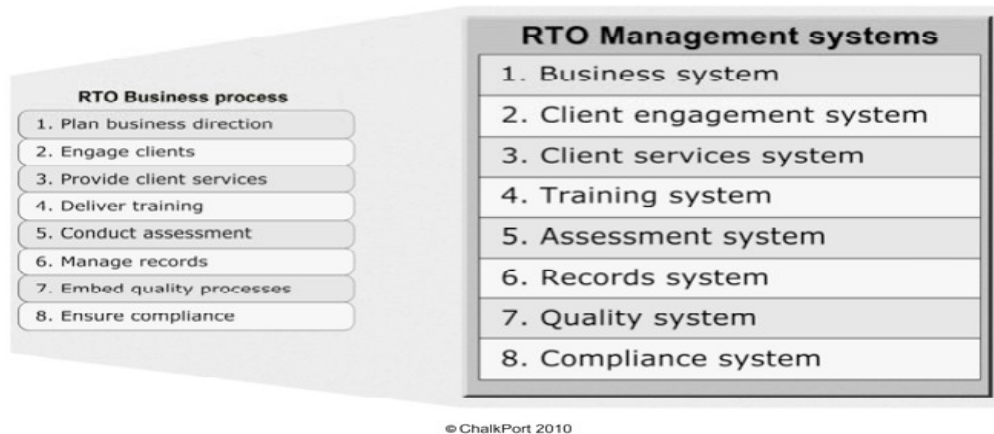 RTO Business process
1. Plan business direction
2. Engage clients
3. Provide client services
4. Deliver training
5. Conduct assessment
6. Manage records
7. Embed quality processes
8. Ensure compliance
RTO Management systems
1. Business system
2. Client engagement system
3. Client services system
4. Training system
5. Assessment system
6. Records system
7. Quality system
8. Compliance system
© ChalkPort 2010